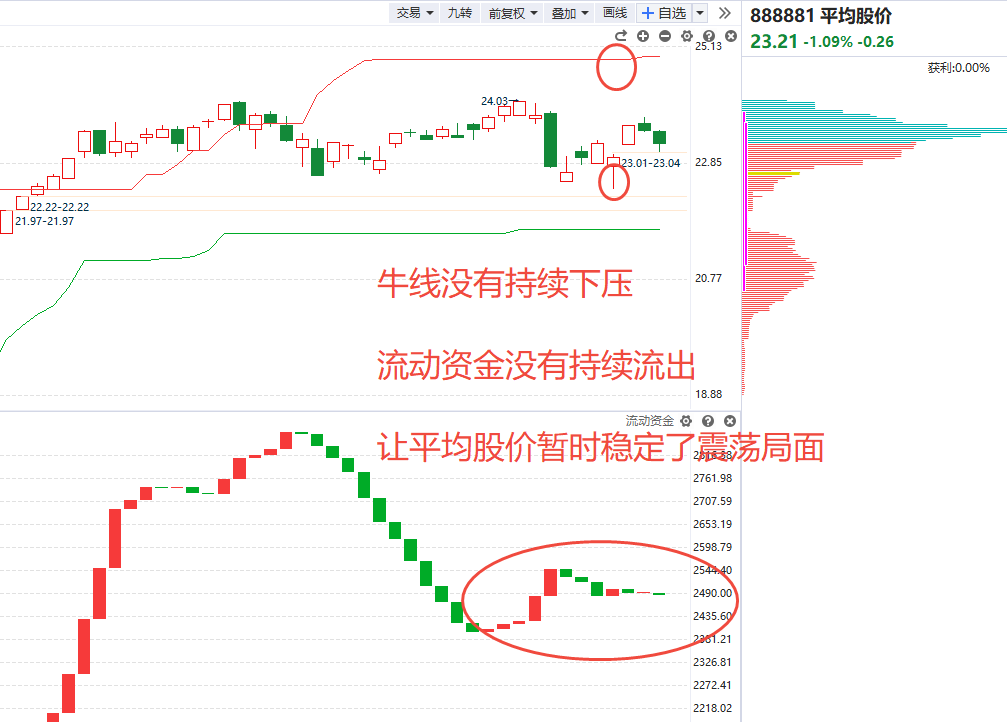 交易 九转 前复权 叠加 画线 + 自选
888881 平均股价
23.21 -1.09% -0.26
获利:0.00%
25.13
24.03
22.85
23.01-23.04
22.22-22.22
21.97-21.97
20.77
牛线没有持续下压
流动资金没有持续流出
18.88
流动资金
让平均股价暂时稳定了震荡局面
2816.38
2761.98
2707.59
2653.19
2598.79
2544.40
2490.00
2435.60
2381.21
2326.81
2272.41
2218.02